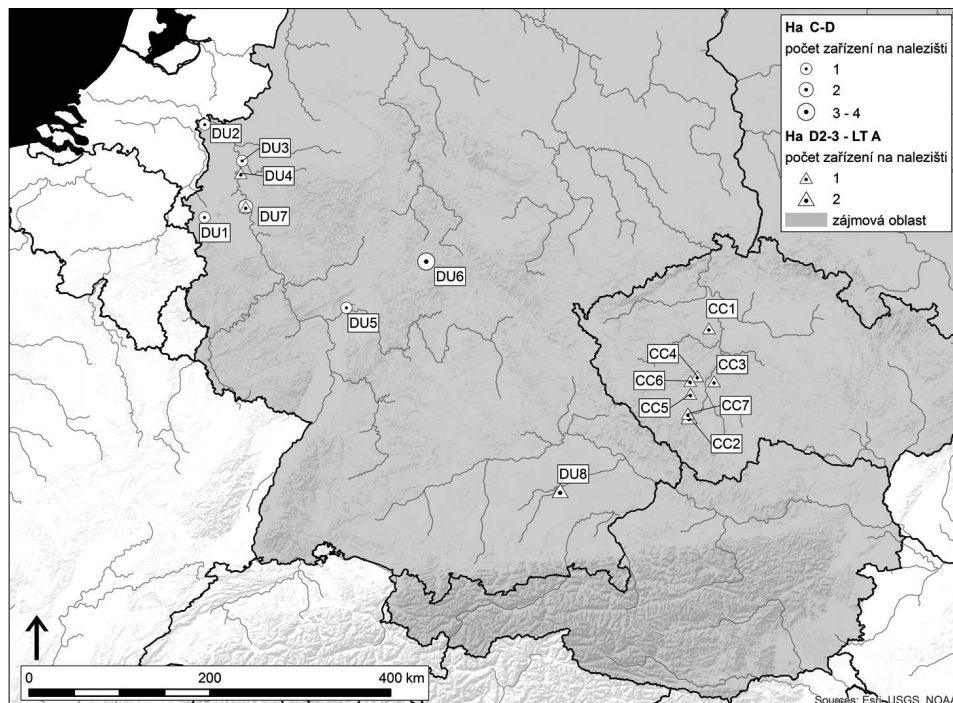 Ha C-D
počet zařízení na nalezišti
1
2
3 - 4
Ha D2-3 - LT A
počet zařízení na nalezišti
1
2
zájmová oblast
DU2
DU3
DU4
DU7
DU1
DU6
DU5
CC1
CC4
CC3
CC6
CC5
CC7
CC2
DU8
0 200 400 km
Sources: Esri, USGS, NOAA